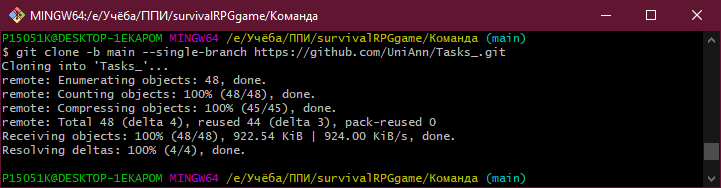 MINGW64:/e/Учёба/ППИ/survivalRPGgame/Команда
P15051K@DESKTOP-1EKAPOM MINGW64 /e/Учёба/ППИ/survivalRPGgame/Команда (main)
$ git clone -b main --single-branch https://github.com/UniAnn/Tasks_.git
Cloning into 'Tasks_'...
remote: Enumerating objects: 48, done.
remote: Counting objects: 100% (48/48), done.
remote: Compressing objects: 100% (45/45), done.
remote: Total 48 (delta 4), reused 44 (delta 3), pack-reused 0
Receiving objects: 100% (48/48), 922.54 KiB | 924.00 KiB/s, done.
Resolving deltas: 100% (4/4), done.
P15051K@DESKTOP-1EKAPOM MINGW64 /e/Учёба/ППИ/survivalRPGgame/Команда (main)